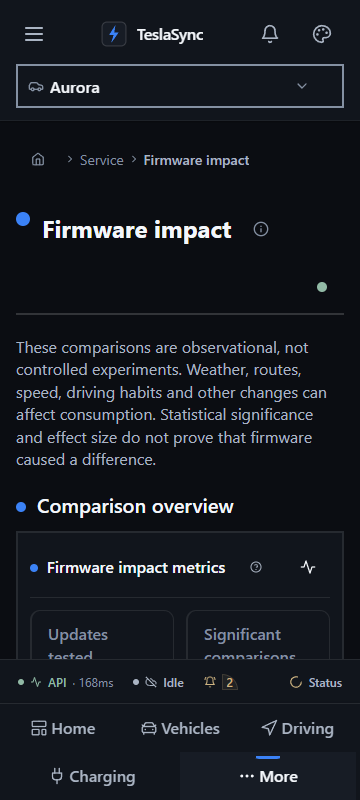 TeslaSync
Aurora
Service > Firmware impact
Firmware impact
These comparisons are observational, not
controlled experiments. Weather, routes,
speed, driving habits and other changes can
affect consumption. Statistical significance
and effect size do not prove that firmware
caused a difference.
Comparison overview
Firmware impact metrics
Updates Significant
tested comparisons
API · 168ms Idle 2 Status
Home Vehicles Driving
Charging More